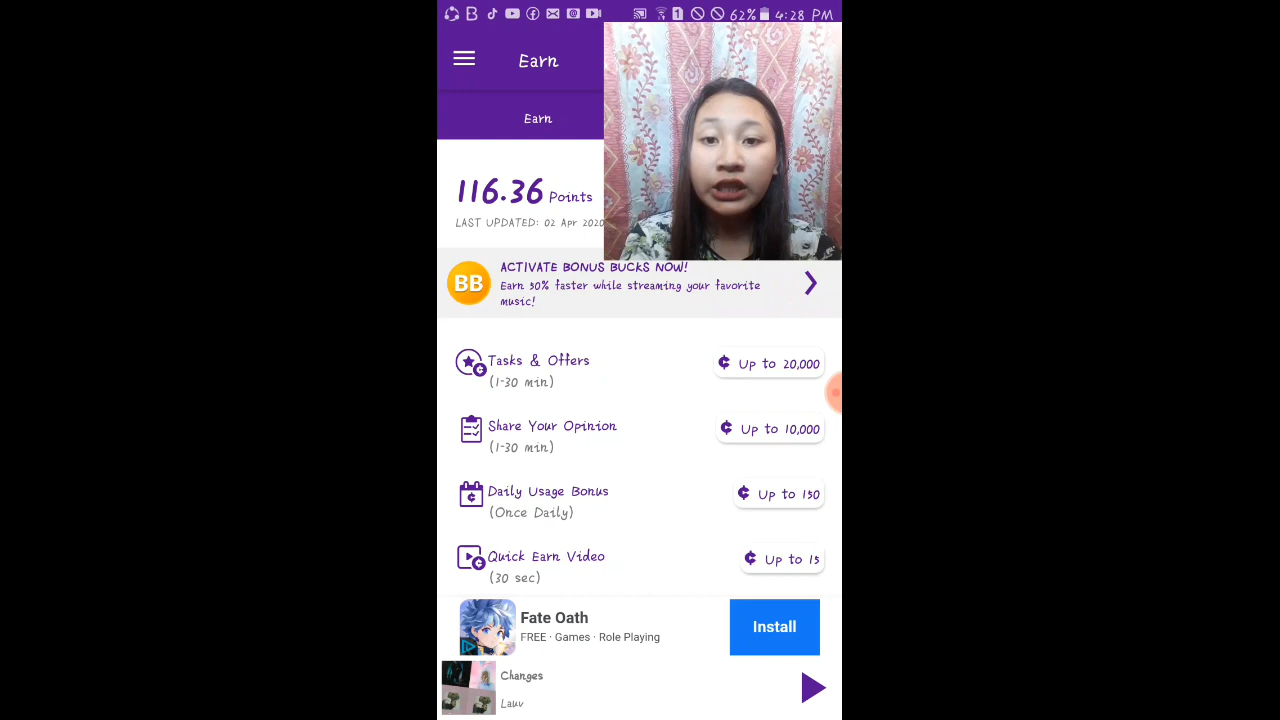 1 62% 4:28 PM
Earn
Earn
116.36 Points
LAST UPDATED: 02 Apr 2020
BB
ACTIVATE BONUS BUCKS NOW!
Earn 50% faster while streaming your favorite
music!
Tasks & Offers
Up to 20,000
(1-30 min)
Share Your Opinion
Up to 10,000
(1-30 min)
Daily Usage Bonus
Up to 150
(Once Daily)
Quick Earn Video
Up to 15
(30 sec)
Fate Oath
FREE · Games · Role Playing
Install
Changes
Lauv